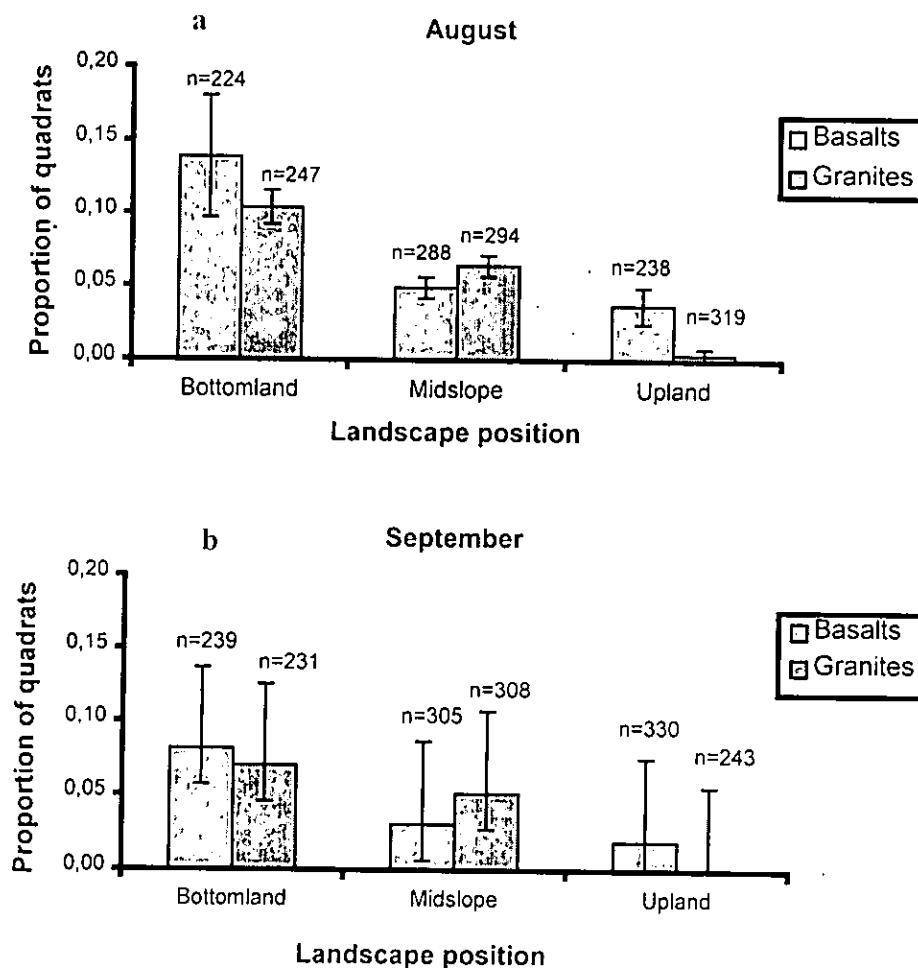 a
August
0,20
0,15
0,10
0,05
0,00
Proportion of quadrats
n=224
n=247
n=288
n=294
n=238
n=319
Basalts
Granites
Bottomland
Midslope
Upland
Landscape position
b
September
0,20
0,15
0,10
0,05
0,00
Proportion of quadrats
n=239
n=231
n=305
n=308
n=330
n=243
Basalts
Granites
Bottomland
Midslope
Upland
Landscape position